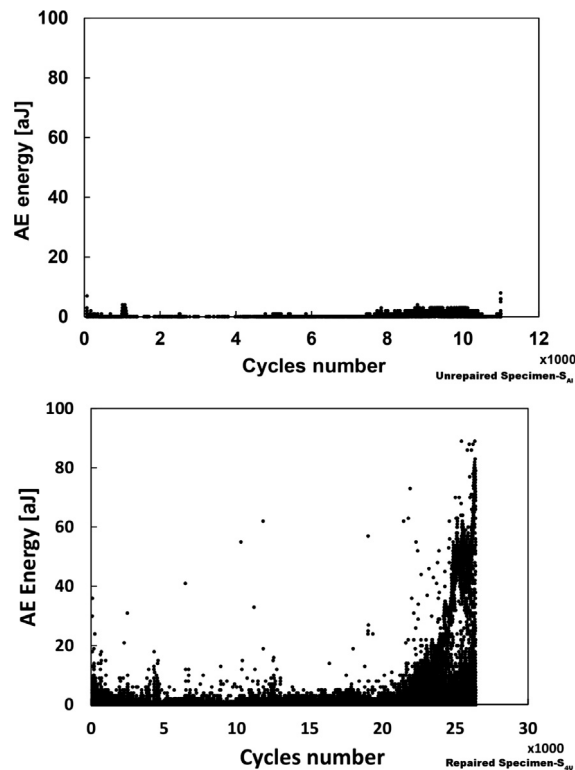 100
80
60
40
20
0
AE energy [aJ]
0 2 4 6 8 10 12
Cycles number
x1000
Unrepaired Specimen-S_Al
100
80
60
40
20
0
AE Energy [aJ]
0 5 10 15 20 25 30
Cycles number
x1000
Repaired Specimen-S_4U